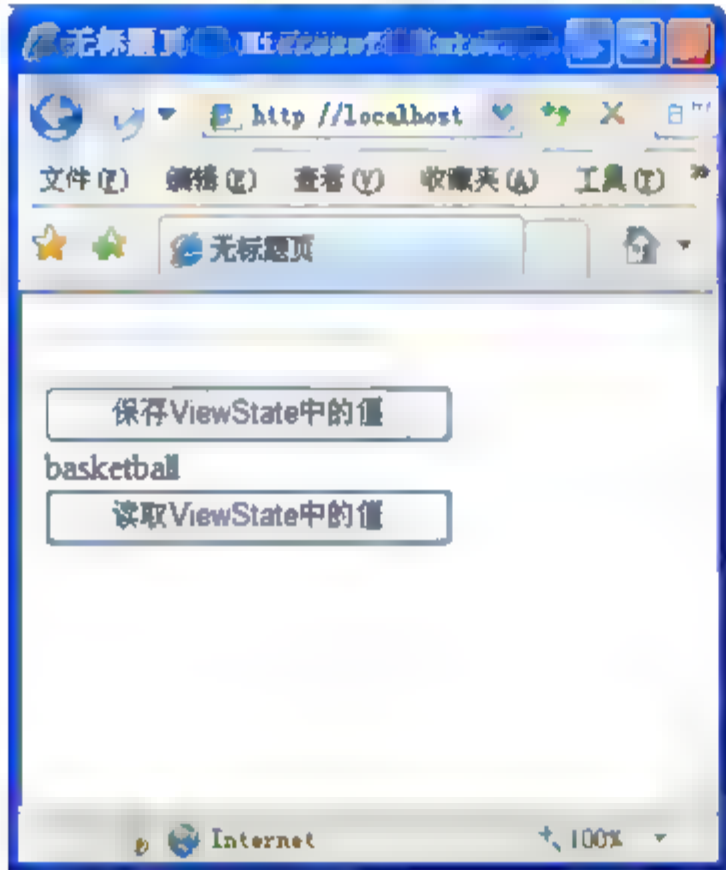 无标题页
http //localhost
文件(F) 编辑(E) 查看(V) 收藏夹(A) 工具(T) »
无标题页
保存ViewState中的值
basketball
读取ViewState中的值
Internet
100%